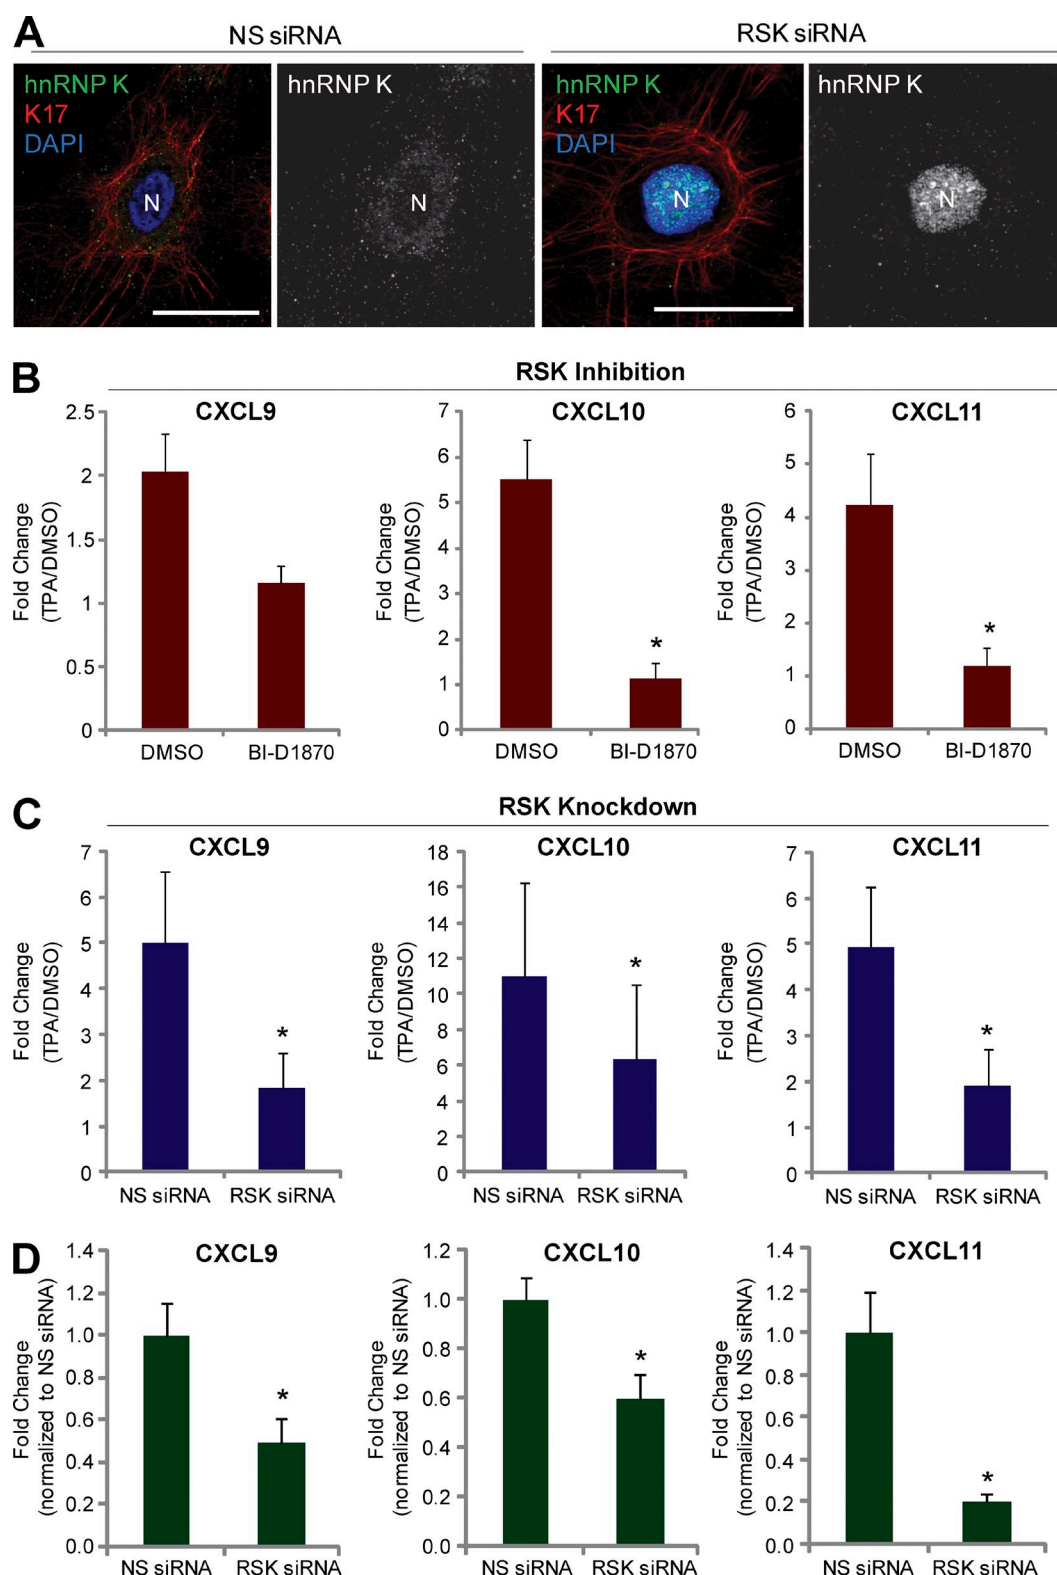 A
NS siRNA
RSK siRNA
hnRNP K
K17
DAPI
N
hnRNP K
N
hnRNP K
K17
DAPI
N
hnRNP K
N
B
RSK Inhibition
CXCL9
Fold Change
(TPA/DMSO)
2.5
2
1.5
1
0.5
0
DMSO
BI-D1870
CXCL10
Fold Change
(TPA/DMSO)
7
6
5
4
3
2
1
0
*
DMSO
BI-D1870
CXCL11
Fold Change
(TPA/DMSO)
6
5
4
3
2
1
0
*
DMSO
BI-D1870
C
RSK Knockdown
CXCL9
Fold Change
(TPA/DMSO)
7
6
5
4
3
2
1
0
*
NS siRNA
RSK siRNA
CXCL10
Fold Change
(TPA/DMSO)
18
16
14
12
10
8
6
4
2
0
*
NS siRNA
RSK siRNA
CXCL11
Fold Change
(TPA/DMSO)
7
6
5
4
3
2
1
0
*
NS siRNA
RSK siRNA
D
CXCL9
Fold Change
(normalized to NS siRNA)
1.4
1.2
1.0
0.8
0.6
0.4
0.2
0.0
*
NS siRNA
RSK siRNA
CXCL10
Fold Change
(normalized to NS siRNA)
1.2
1.0
0.8
0.6
0.4
0.2
0.0
*
NS siRNA
RSK siRNA
CXCL11
Fold Change
(normalized to NS siRNA)
1.4
1.2
1.0
0.8
0.6
0.4
0.2
0.0
*
NS siRNA
RSK siRNA